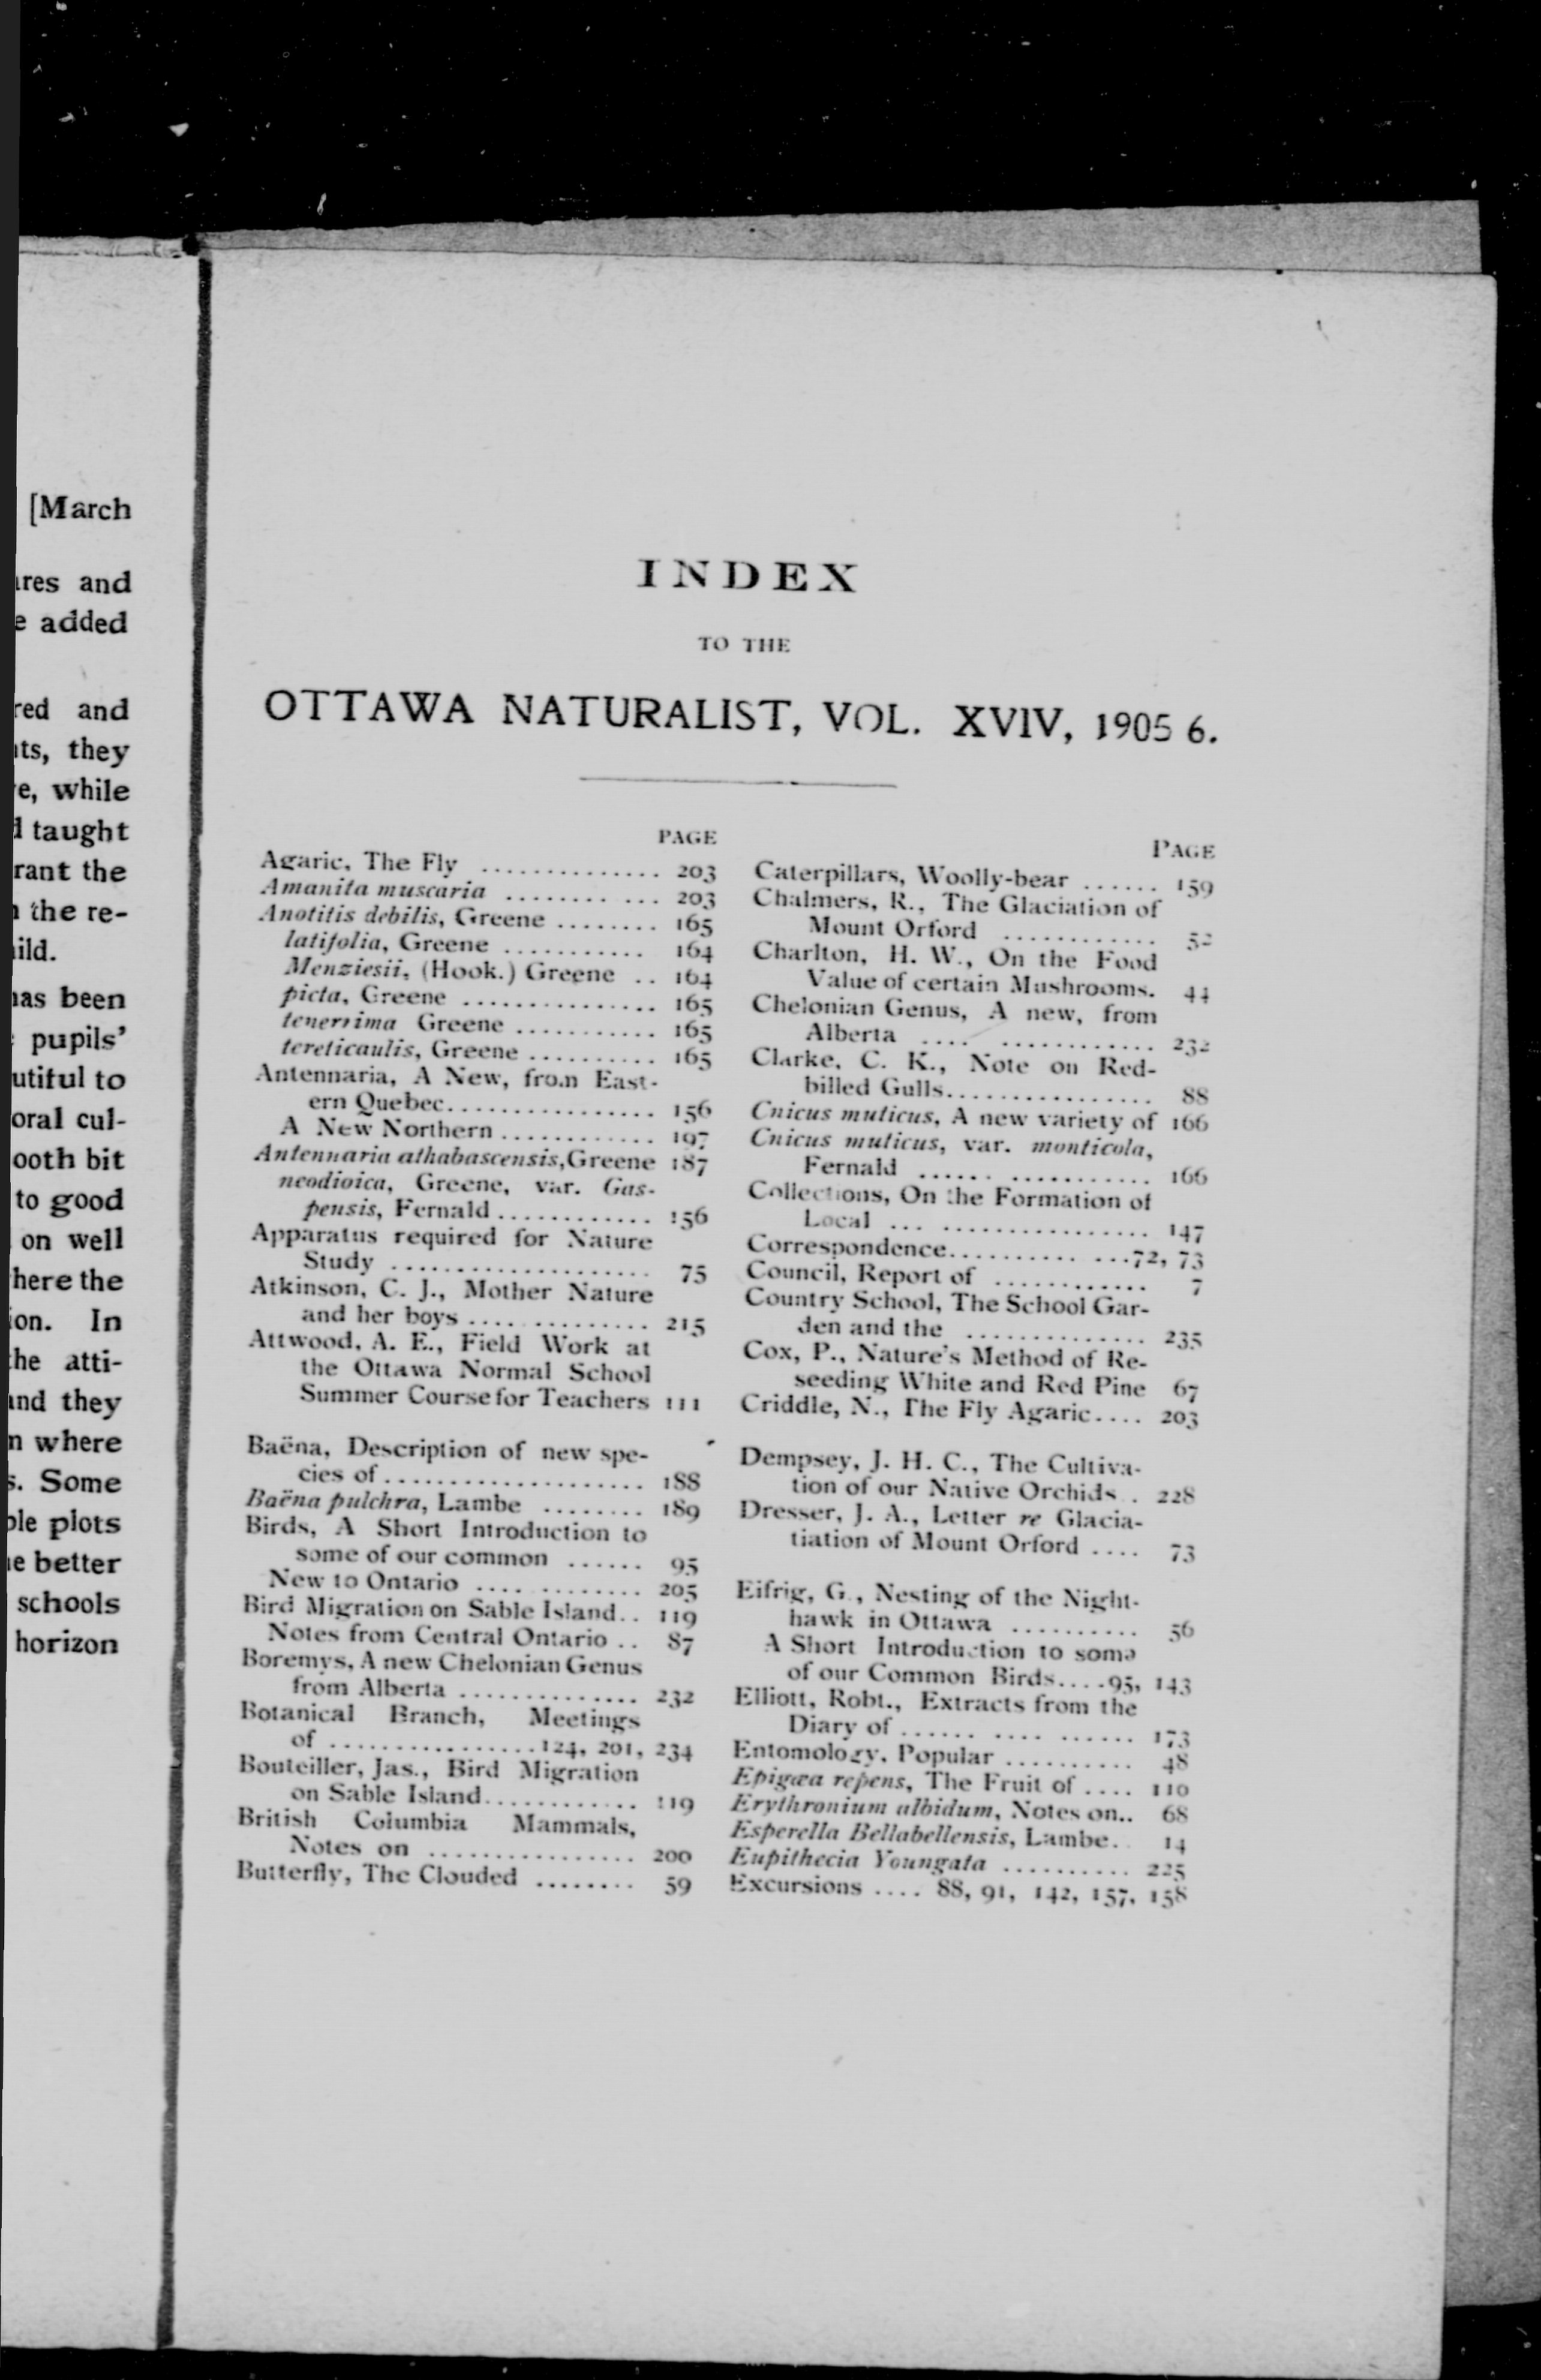 [March
res and
e added
red and
ts, they
e, while
d taught
rant the
the re-
ild.
has been
pupils'
utiful to
oral cul-
ooth bit
to good
on well
here the
ion. In
the atti-
and they
n where
s. Some
ble plots
e better
schools
horizon
INDEX
TO THE
OTTAWA NATURALIST, VOL. XVIV, 1905 6.
PAGE
Agaric, The Fly .............. 203
Amanita muscaria ............ 203
Anotitis debilis, Greene ........ 165
latifolia, Greene ........... 164
Menziesii, (Hook.) Greene .. 164
picta, Greene ............... 165
tenerrima Greene ........... 165
tereticaulis, Greene .......... 165
Antennaria, A New, from East-
ern Quebec................ 156
A New Northern ............ 197
Antennaria athabascensis,Greene 187
neodioica, Greene, var. Gas-
pensis, Fernald ............ 156
Apparatus required for Nature
Study .................... 75
Atkinson, C. J., Mother Nature
and her boys .............. 215
Attwood, A. E., Field Work at
the Ottawa Normal School
Summer Course for Teachers 111
Baëna, Description of new spe-
cies of.................... 188
Baëna pulchra, Lambe ........ 189
Birds, A Short Introduction to
some of our common ...... 95
New to Ontario .... ........ 205
Bird Migration on Sable Island.. 119
Notes from Central Ontario .. 87
Boremys, A new Chelonian Genus
from Alberta .............. 232
Botanical Branch, Meetings
of ................124, 201, 234
Bouteiller, Jas., Bird Migration
on Sable Island............ 119
British Columbia Mammals,
Notes on ................ 200
Butterfly, The Clouded ........ 59
PAGE
Caterpillars, Woolly-bear ...... 159
Chalmers, R., The Glaciation of
Mount Orford ............ 52
Charlton, H. W., On the Food
Value of certain Mushrooms. 44
Chelonian Genus, A new, from
Alberta .... ............ 232
Clarke, C. K., Note on Red-
billed Gulls................ 88
Cnicus muticus, A new variety of 166
Cnicus muticus, var. monticola,
Fernald ...... ........... 166
Collections, On the Formation of
Local ... ................ 147
Correspondence.......... ...72, 73
Council, Report of ............ 7
Country School, The School Gar-
den and the .............. 235
Cox, P., Nature's Method of Re-
seeding White and Red Pine 67
Criddle, N., The Fly Agaric.... 203
Dempsey, J. H. C., The Cultiva-
tion of our Native Orchids . . 228
Dresser, J. A., Letter re Glacia-
tiation of Mount Orford .... 73
Eifrig, G., Nesting of the Night-
hawk in Ottawa .......... 56
A Short Introduction to some
of our Common Birds....95, 143
Elliott, Robt., Extracts from the
Diary of ...... .... ...... 173
Entomology, Popular .......... 48
Epigæa repens, The Fruit of .... 110
Erythronium albidum, Notes on.. 68
Esperella Bellabellensis, Lambe. . 14
Eupithecia Youngata .......... 225
Excursions .... 88, 91, 142, 157, 158